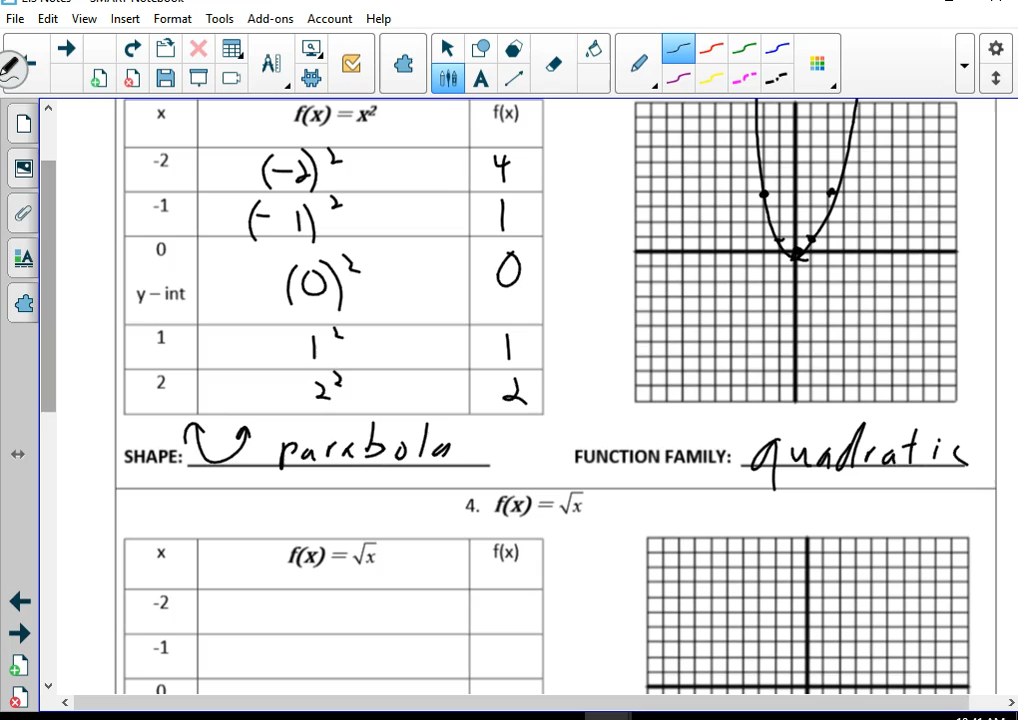 File Edit View Insert Format Tools Add-ons Account Help
x f(x) = x² f(x)
-2 (-2)² 4
-1 (-1)² 1
0 (0)² 0
y – int
1 1² 1
2 2² 2
SHAPE: parabola FUNCTION FAMILY: quadratic
4. f(x) = √x
x f(x) = √x f(x)
-2
-1
0